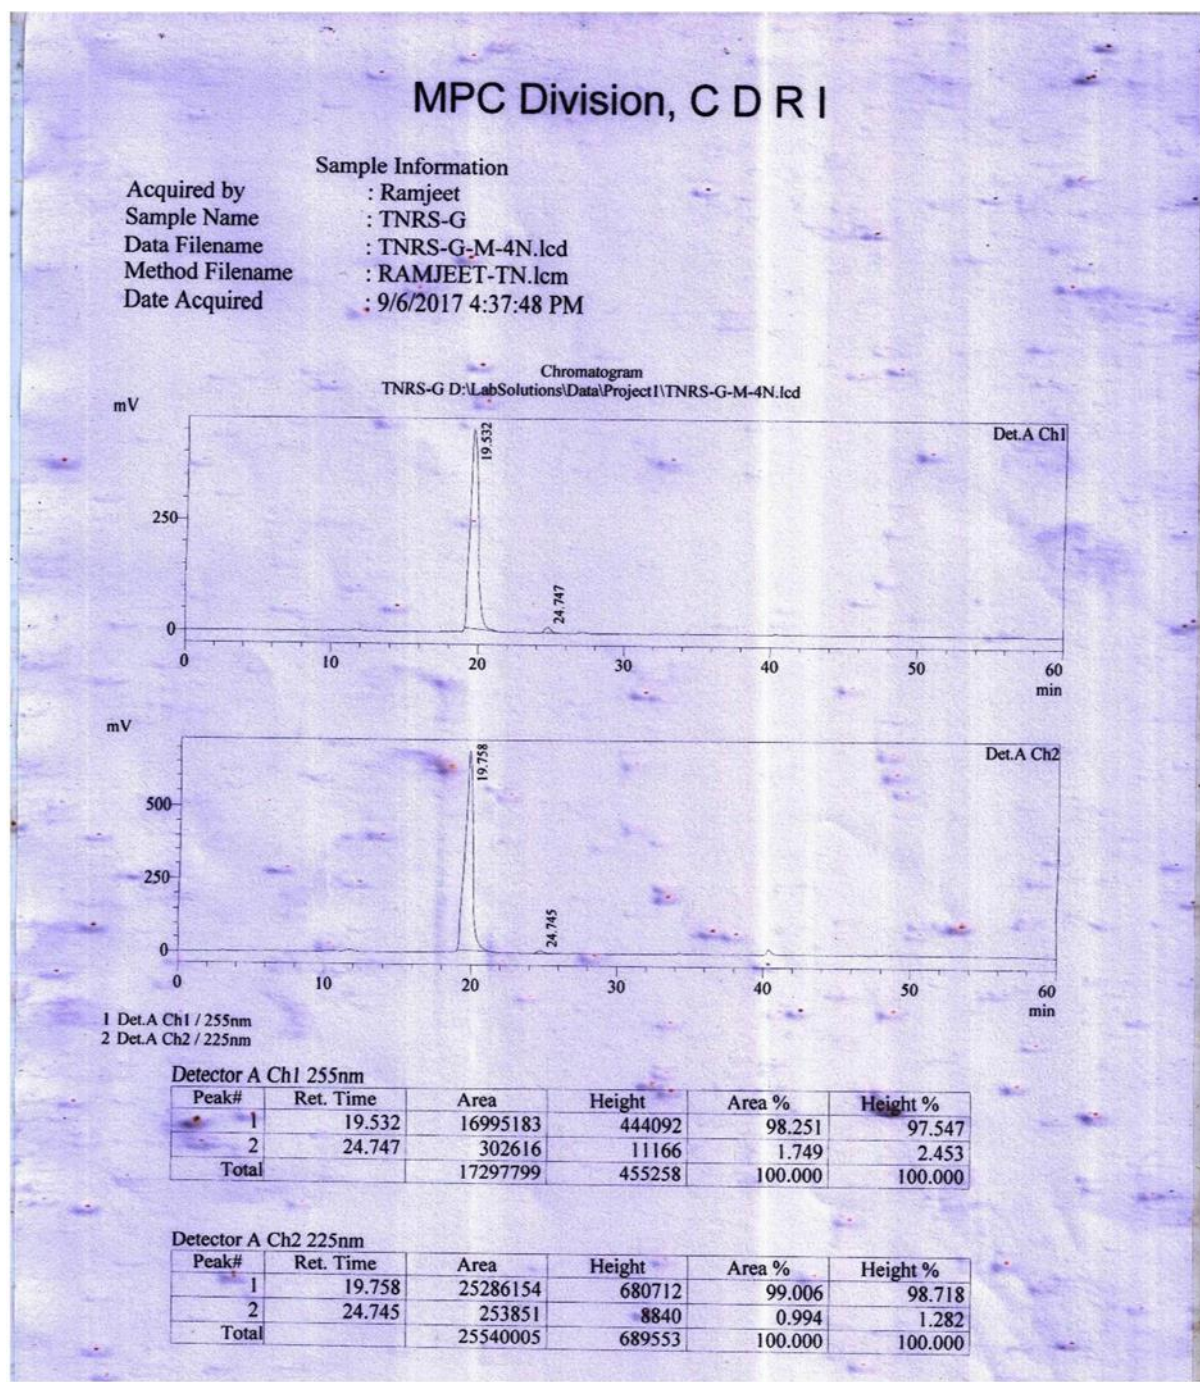 MPC Division, C D R I
Sample Information
Acquired by : Ramjeet
Sample Name : TNRS-G
Data Filename : TNRS-G-M-4N.lcd
Method Filename : RAMJEET-TN.lcm
Date Acquired : 9/6/2017 4:37:48 PM
Chromatogram
TNRS-G D:\LabSolutions\Data\Project1\TNRS-G-M-4N.lcd
mV
Det.A Ch1
19.532
250
24.747
0
0 10 20 30 40 50 60
min
mV
Det.A Ch2
19.758
500
250
24.745
0
0 10 20 30 40 50 60
min
1 Det.A Ch1 / 255nm
2 Det.A Ch2 / 225nm
Detector A Ch1 255nm
Peak# Ret. Time Area Height Area % Height %
1 19.532 16995183 444092 98.251 97.547
2 24.747 302616 11166 1.749 2.453
Total 17297799 455258 100.000 100.000
Detector A Ch2 225nm
Peak# Ret. Time Area Height Area % Height %
1 19.758 25286154 680712 99.006 98.718
2 24.745 253851 8840 0.994 1.282
Total 25540005 689553 100.000 100.000